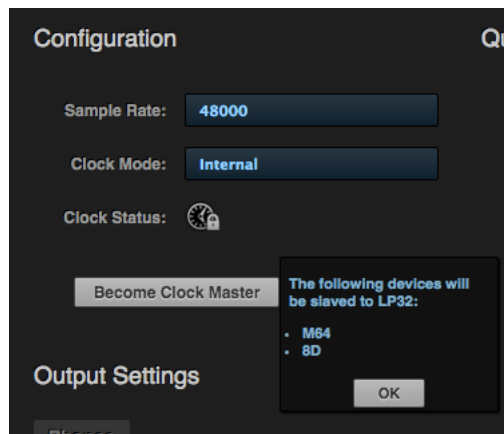 Configuration
Qu
Sample Rate: 48000
Clock Mode: Internal
Clock Status:
Become Clock Master
The following devices will
be slaved to LP32:
• M64
• 8D
OK
Output Settings